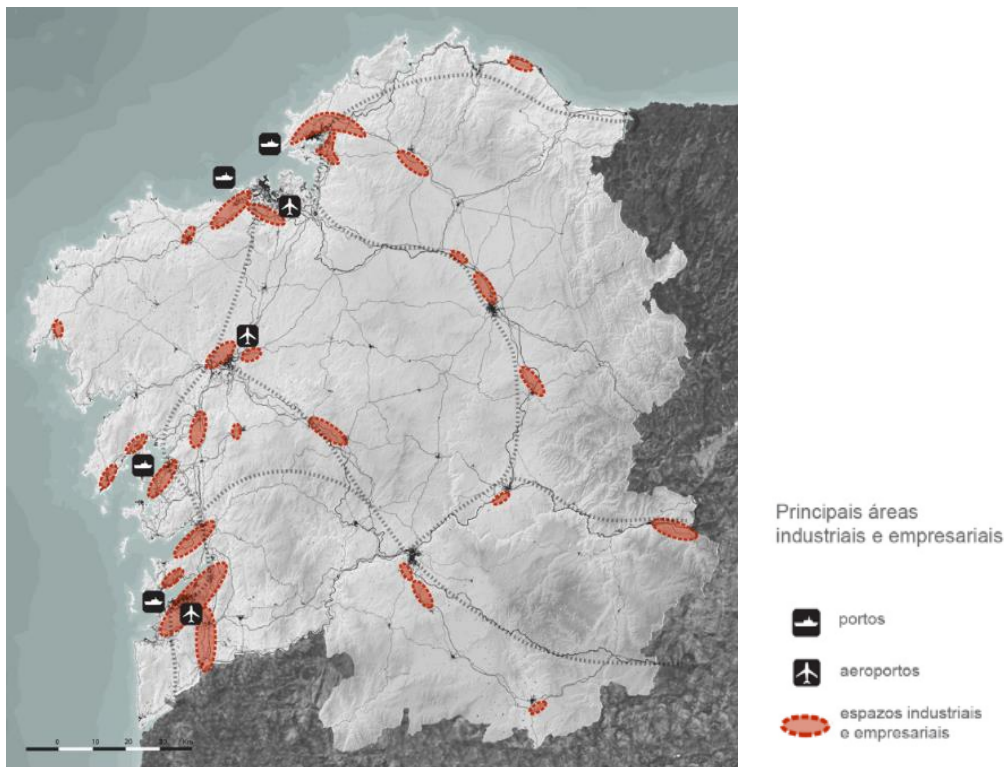 Principais áreas
industriais e empresariais
portos
aeroportos
espazos industriais
e empresariais
0 10 20